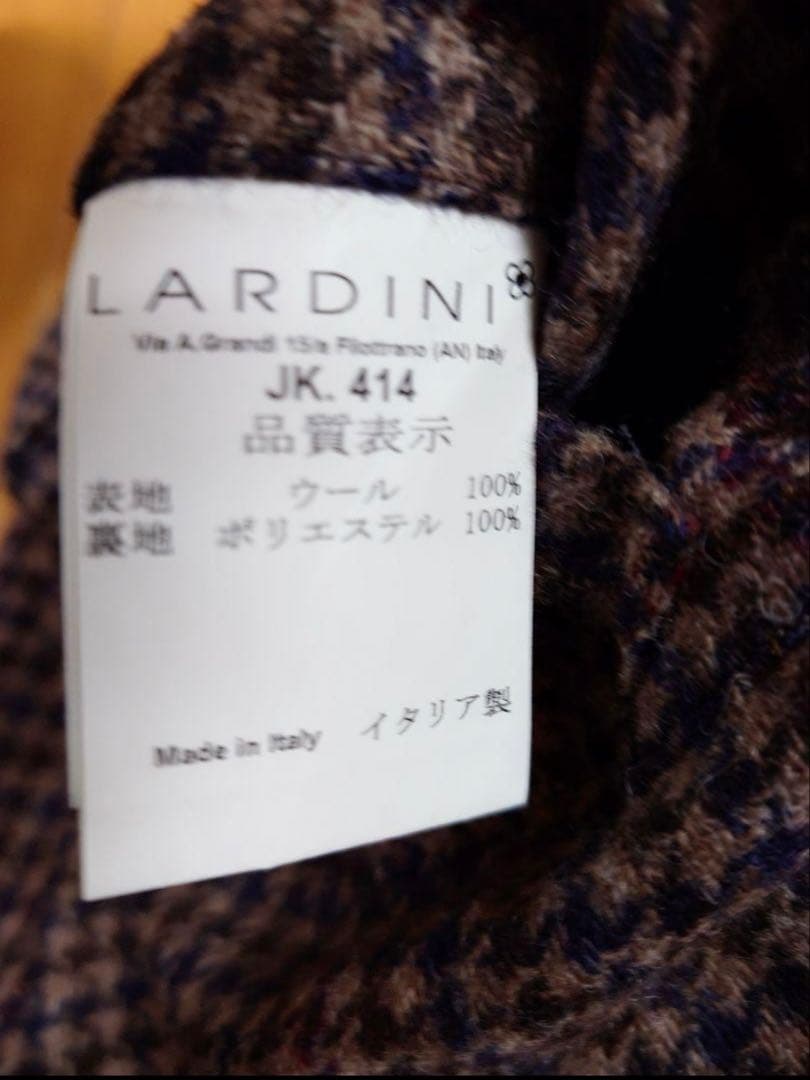 LARDINI
Via A.Grandi 15/a Filottrano (AN) Italy
JK. 414
品質表示
表地 ウール 100%
裏地 ポリエステル 100%
Made in Italy イタリア製